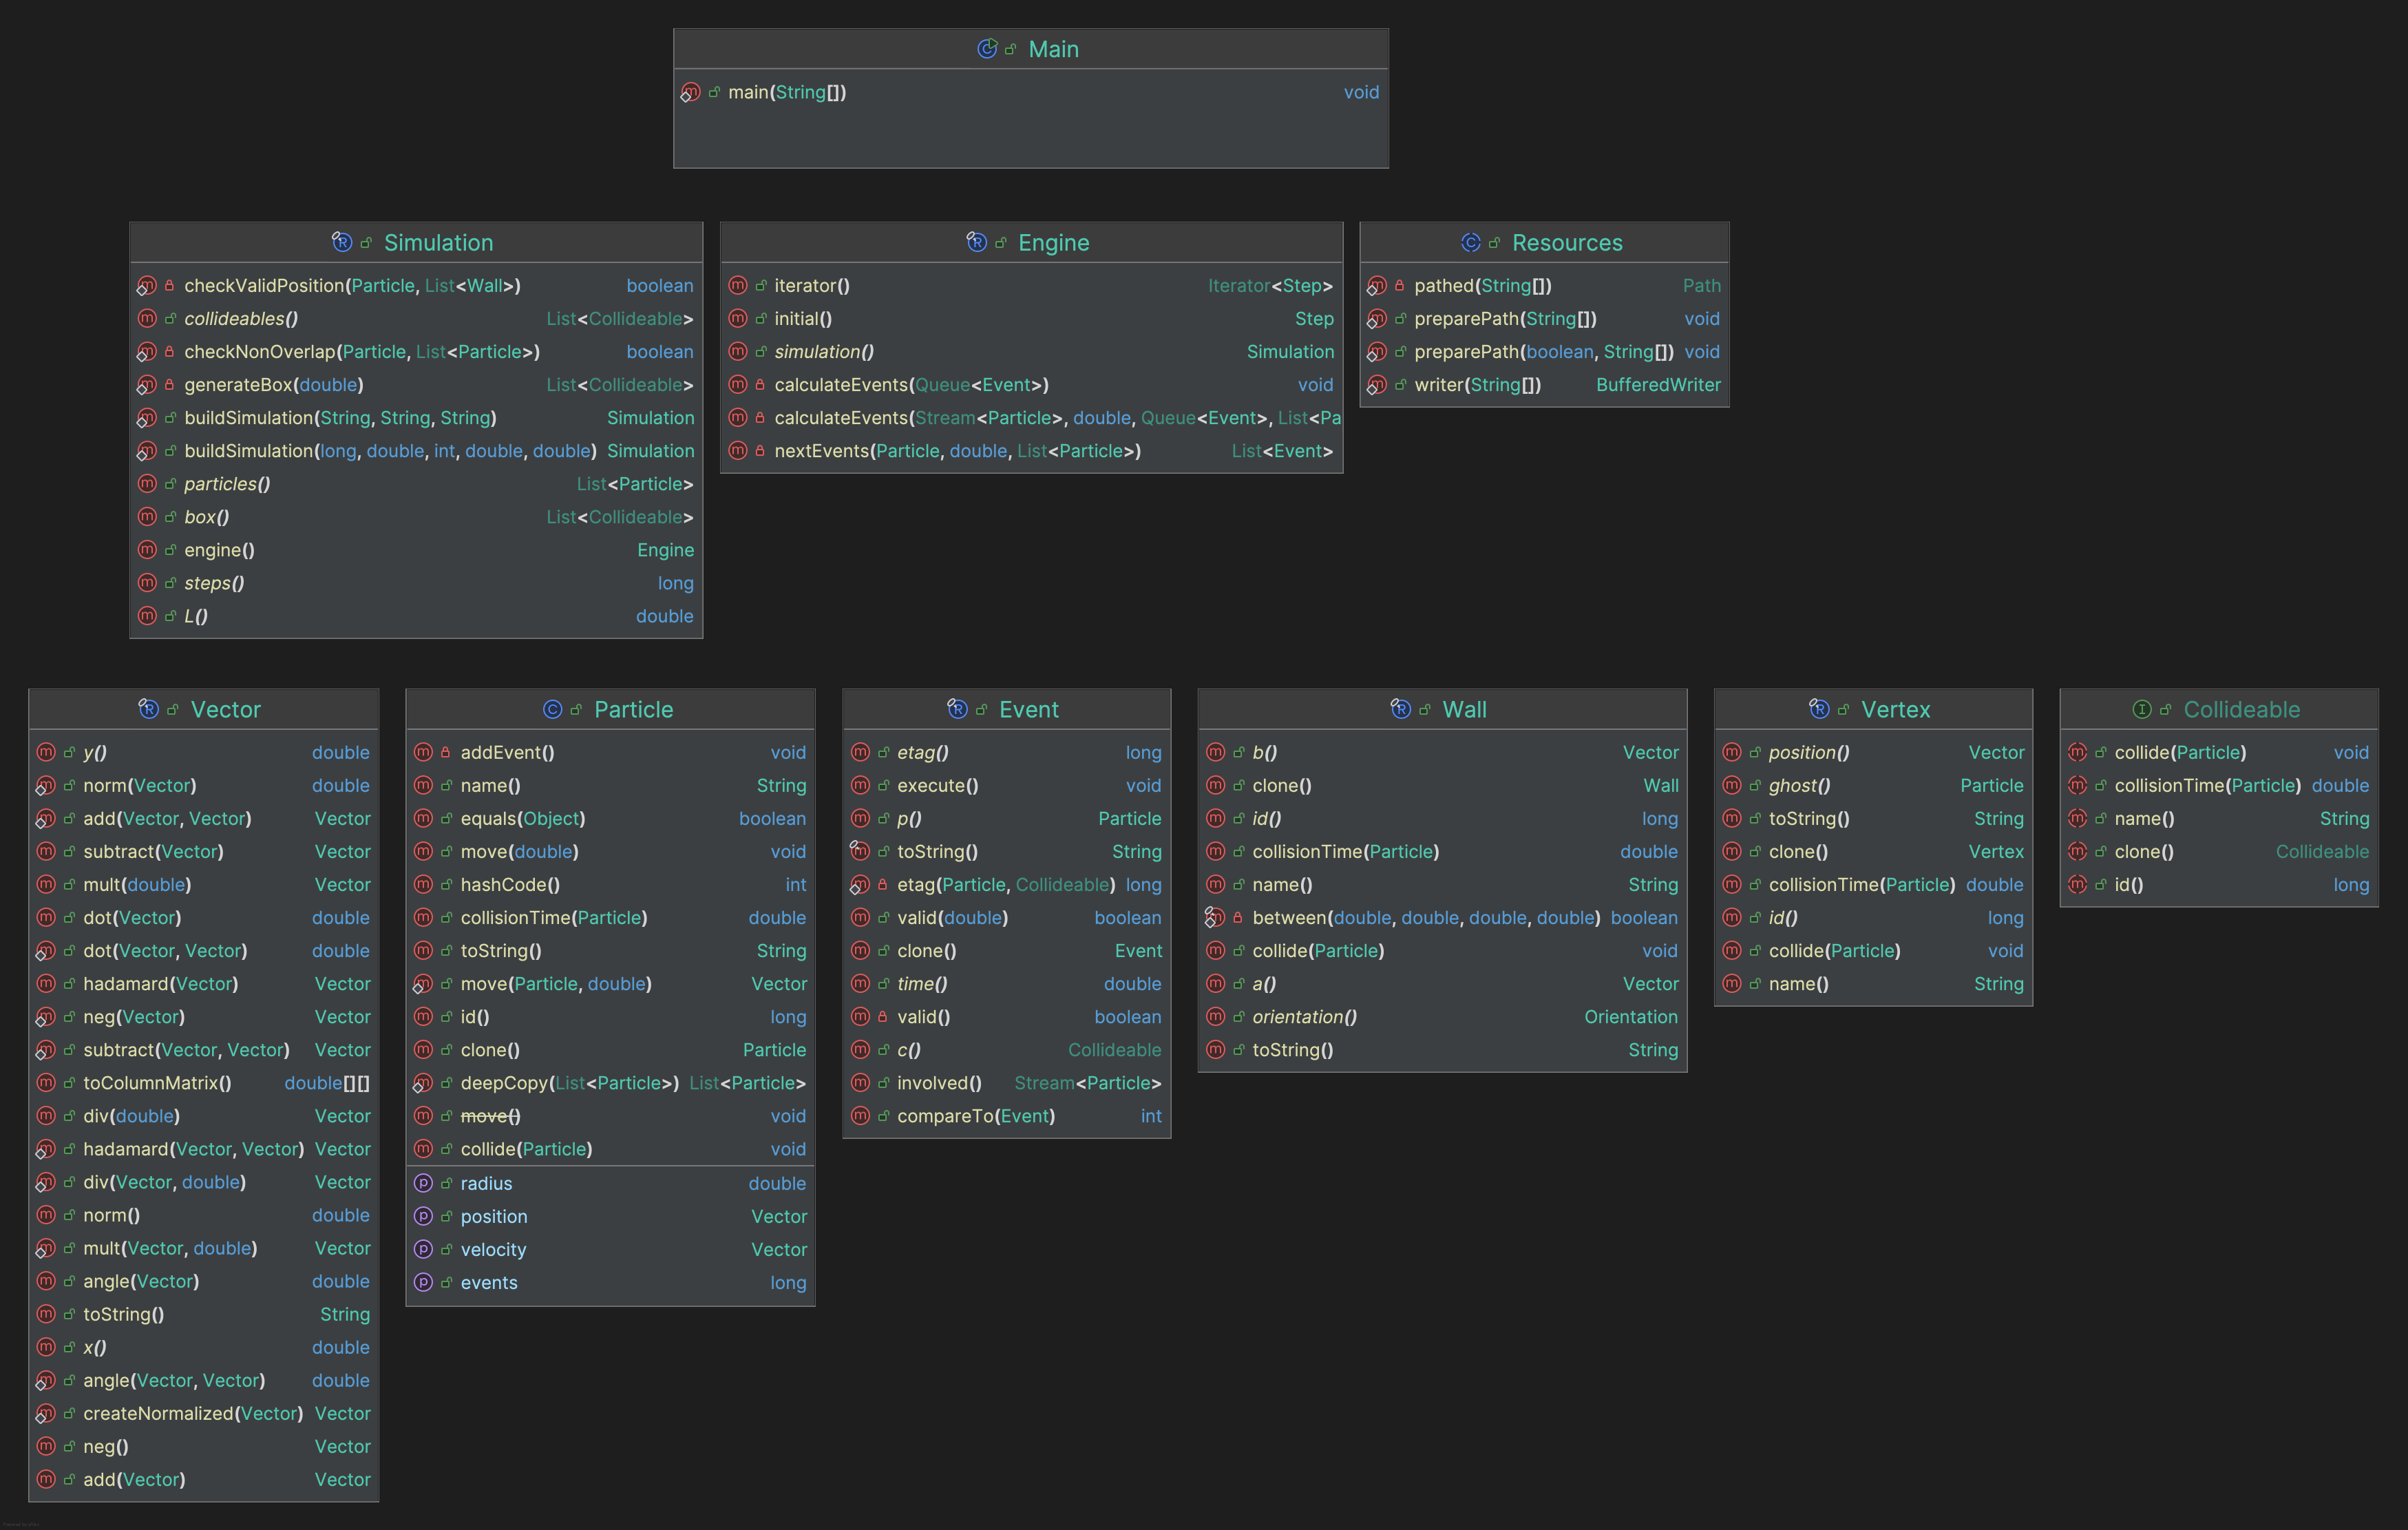 Main
main(String[]) void
Simulation
checkValidPosition(Particle, List<Wall>) boolean
collideables() List<Collideable>
checkNonOverlap(Particle, List<Particle>) boolean
generateBox(double) List<Collideable>
buildSimulation(String, String, String) Simulation
buildSimulation(long, double, int, double, double) Simulation
particles() List<Particle>
box() List<Collideable>
engine() Engine
steps() long
L() double
Engine
iterator() Iterator<Step>
initial() Step
simulation() Simulation
calculateEvents(Queue<Event>) void
calculateEvents(Stream<Particle>, double, Queue<Event>, List<Pa
nextEvents(Particle, double, List<Particle>) List<Event>
Resources
pathed(String[]) Path
preparePath(String[]) void
preparePath(boolean, String[]) void
writer(String[]) BufferedWriter
Vector
y() double
norm(Vector) double
add(Vector, Vector) Vector
subtract(Vector) Vector
mult(double) Vector
dot(Vector) double
dot(Vector, Vector) double
hadamard(Vector) Vector
neg(Vector) Vector
subtract(Vector, Vector) Vector
toColumnMatrix() double[][]
div(double) Vector
hadamard(Vector, Vector) Vector
div(Vector, double) Vector
norm() double
mult(Vector, double) Vector
angle(Vector) double
toString() String
x() double
angle(Vector, Vector) double
createNormalized(Vector) Vector
neg() Vector
add(Vector) Vector
Particle
addEvent() void
name() String
equals(Object) boolean
move(double) void
hashCode() int
collisionTime(Particle) double
toString() String
move(Particle, double) Vector
id() long
clone() Particle
deepCopy(List<Particle>) List<Particle>
move() void
collide(Particle) void
radius double
position Vector
velocity Vector
events long
Event
etag() long
execute() void
p() Particle
toString() String
etag(Particle, Collideable) long
valid(double) boolean
clone() Event
time() double
valid() boolean
c() Collideable
involved() Stream<Particle>
compareTo(Event) int
Wall
b() Vector
clone() Wall
id() long
collisionTime(Particle) double
name() String
between(double, double, double, double) boolean
collide(Particle) void
a() Vector
orientation() Orientation
toString() String
Vertex
position() Vector
ghost() Particle
toString() String
clone() Vertex
collisionTime(Particle) double
id() long
collide(Particle) void
name() String
Collideable
collide(Particle) void
collisionTime(Particle) double
name() String
clone() Collideable
id() long